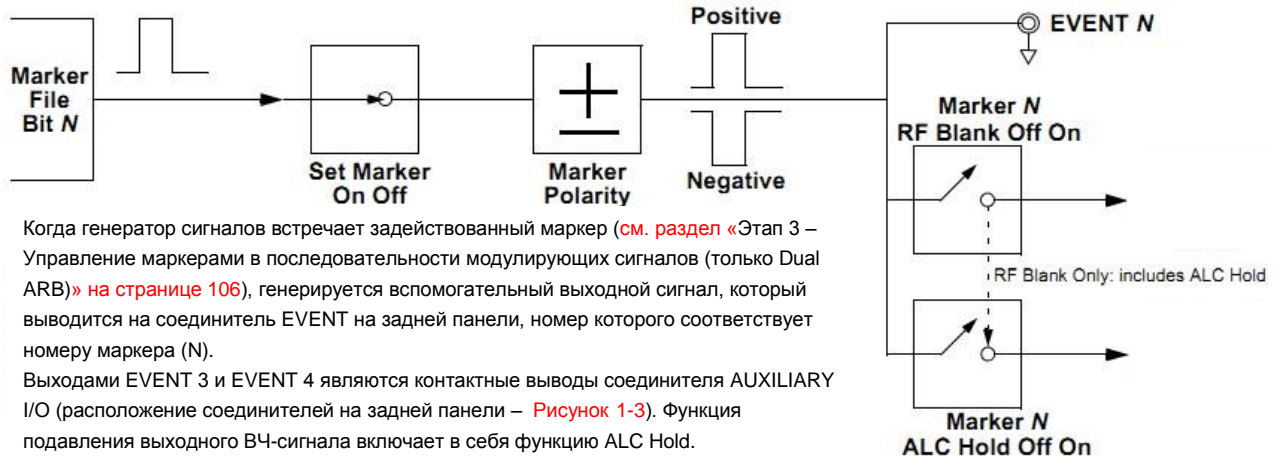 Positive
EVENT N
Marker
File
Bit N
Marker N
RF Blank Off On
Set Marker
On Off
Marker
Polarity
Negative
Когда генератор сигналов встречает задействованный маркер (см. раздел «Этап 3 –
Управление маркерами в последовательности модулирующих сигналов (только Dual
ARB)» на странице 106), генерируется вспомогательный выходной сигнал, который
выводится на соединитель EVENT на задней панели, номер которого соответствует
номеру маркера (N).
Выходами EVENT 3 и EVENT 4 являются контактные выводы соединителя AUXILIARY
I/O (расположение соединителей на задней панели – Рисунок 1-3). Функция
подавления выходного ВЧ-сигнала включает в себя функцию ALC Hold.
RF Blank Only: includes ALC Hold
Marker N
ALC Hold Off On